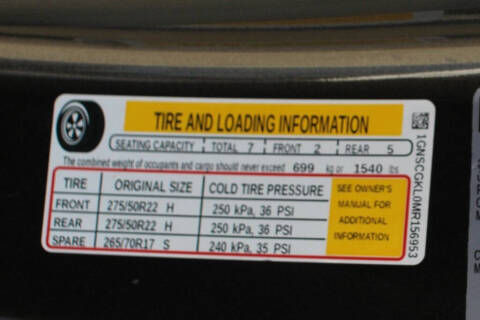 TIRE AND LOADING INFORMATION
SEATING CAPACITY | TOTAL 7 | FRONT 2 | REAR 5
The combined weight of occupants and cargo should never exceed 699 kg or 1540 lbs
TIRE ORIGINAL SIZE COLD TIRE PRESSURE
FRONT 275/50R22 H 250 kPa, 36 PSI
REAR 275/50R22 H 250 kPa, 36 PSI
SPARE 265/70R17 S 240 kPa, 35 PSI
SEE OWNER'S
MANUAL FOR
ADDITIONAL
INFORMATION
1GNSCGKL0MR156953